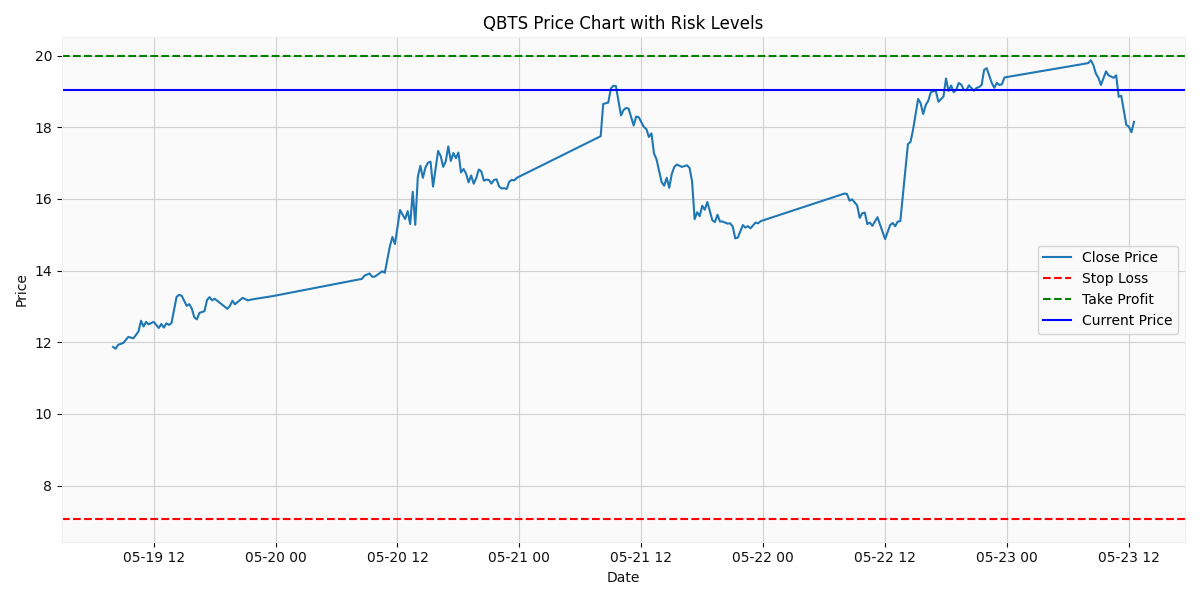 QBTS Price Chart with Risk Levels
20
18
16
14
12
10
8
Price
Close Price
Stop Loss
Take Profit
Current Price
05-19 12
05-20 00
05-20 12
05-21 00
05-21 12
05-22 00
05-22 12
05-23 00
05-23 12
Date